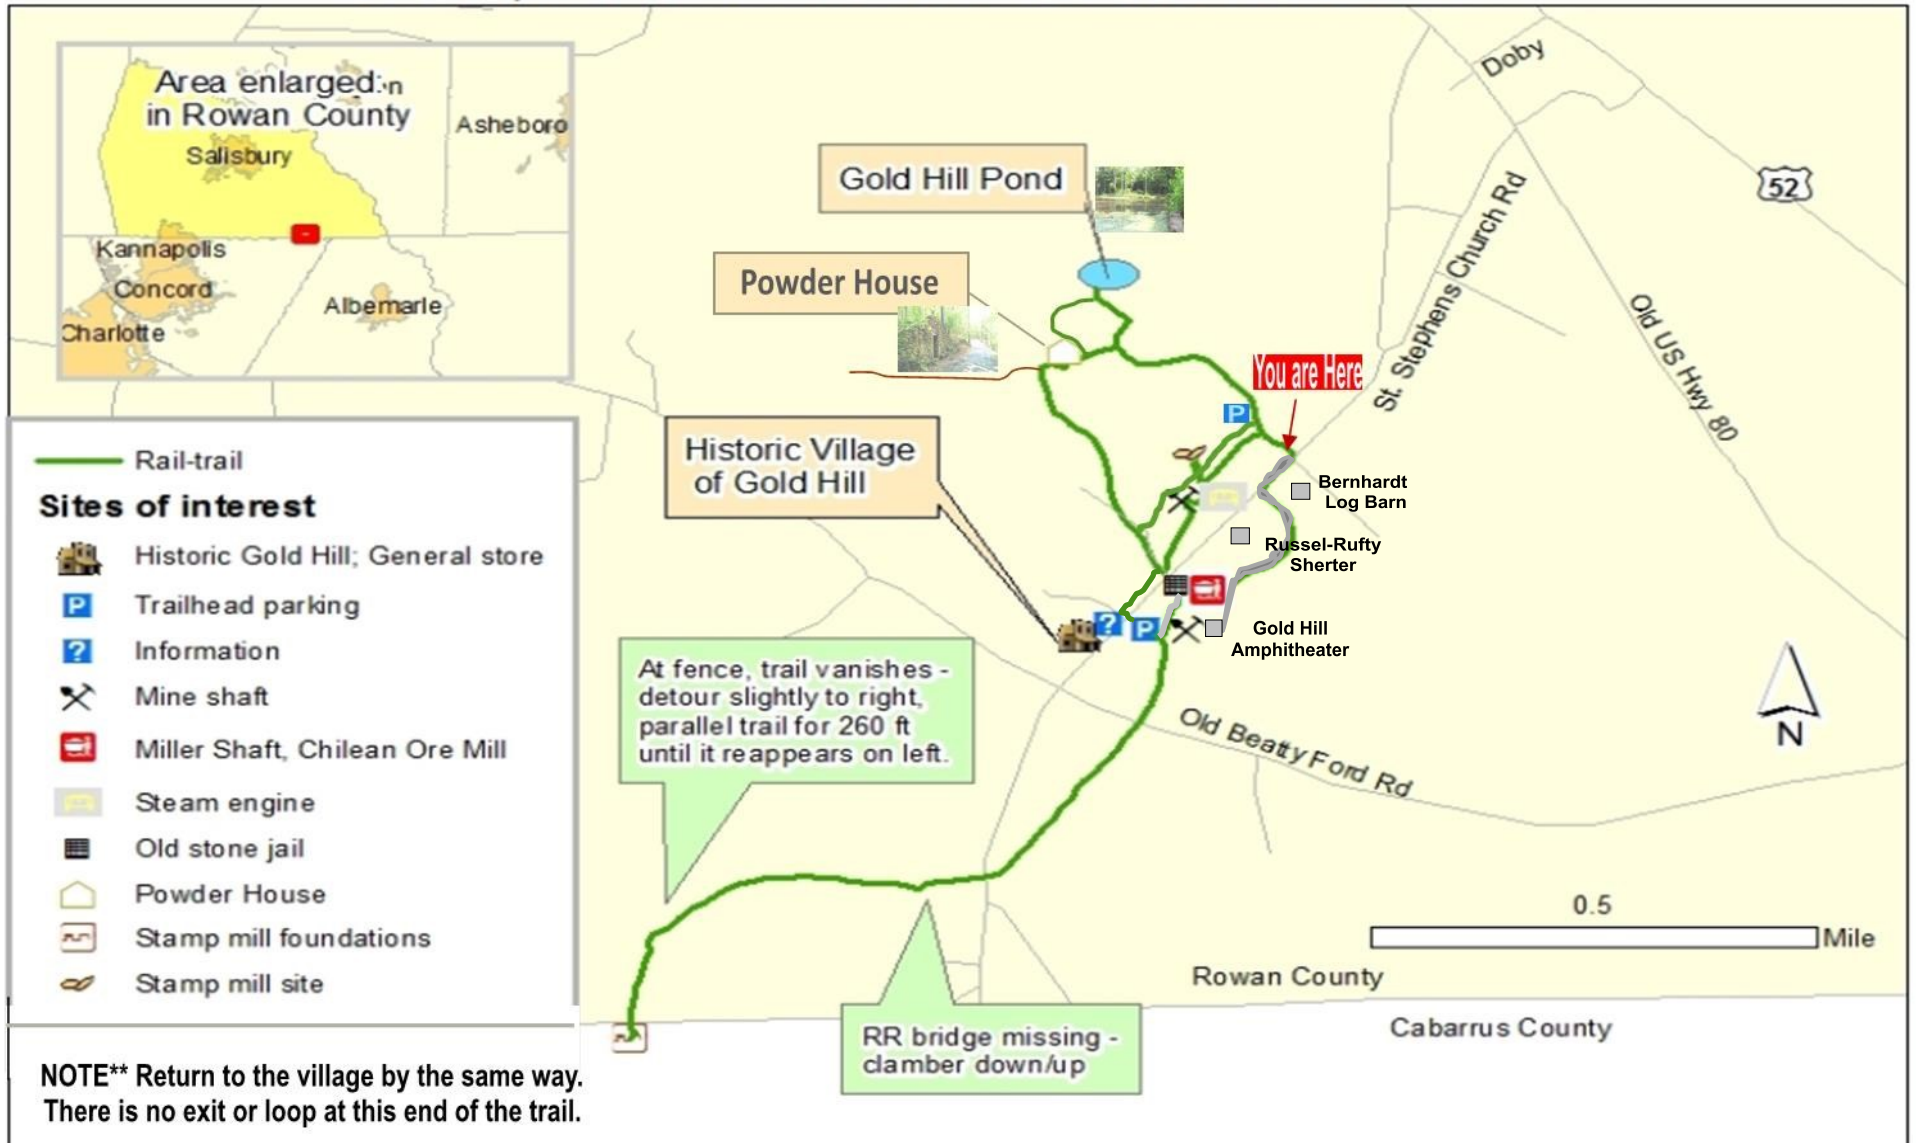 Area enlarged:
in Rowan County
Salisbury
Asheboro
Kannapolis
Concord
Albemarle
Charlotte
Rail-trail
Sites of interest
Historic Gold Hill; General store
P
Trailhead parking
?
Information
Mine shaft
Miller Shaft, Chilean Ore Mill
Steam engine
Old stone jail
Powder House
Stamp mill foundations
Stamp mill site
NOTE** Return to the village by the same way.
There is no exit or loop at this end of the trail.
Doby
52
St. Stephens Church Rd
Old US Hwy 80
Gold Hill Pond
Powder House
You are Here
P
Historic Village
of Gold Hill
Bernhardt
Log Barn
Russel-Rufty
Sherter
?
P
Gold Hill
Amphitheater
Old Beatty Ford Rd
At fence, trail vanishes -
detour slightly to right,
parallel trail for 260 ft
until it reappears on left.
N
0.5
Mile
Rowan County
Cabarrus County
RR bridge missing -
clamber down/up